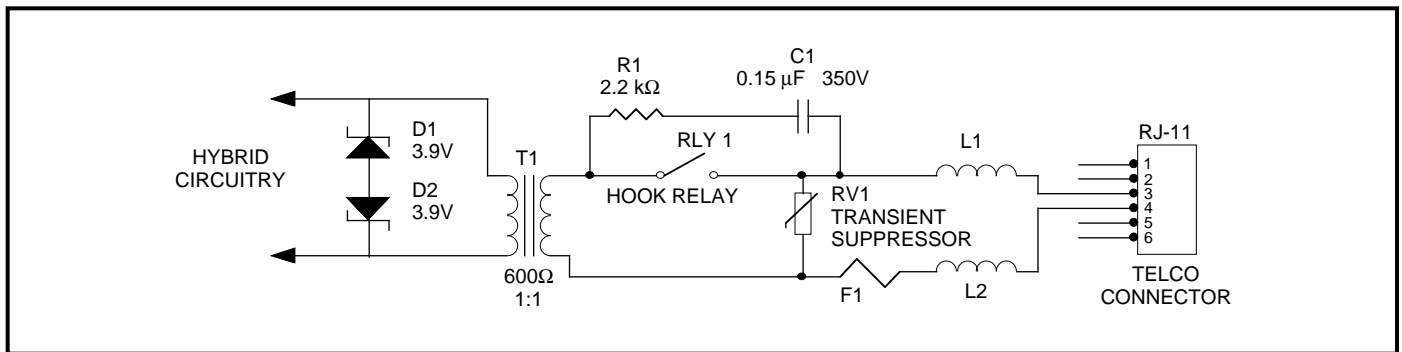 C1
0.15 µF 350V
R1
2.2 kΩ
RLY 1
HOOK RELAY
L1
RJ-11
1
2
3
4
5
6
TELCO
CONNECTOR
HYBRID
CIRCUITRY
D1
3.9V
D2
3.9V
T1
600Ω
1:1
RV1
TRANSIENT
SUPPRESSOR
F1
L2